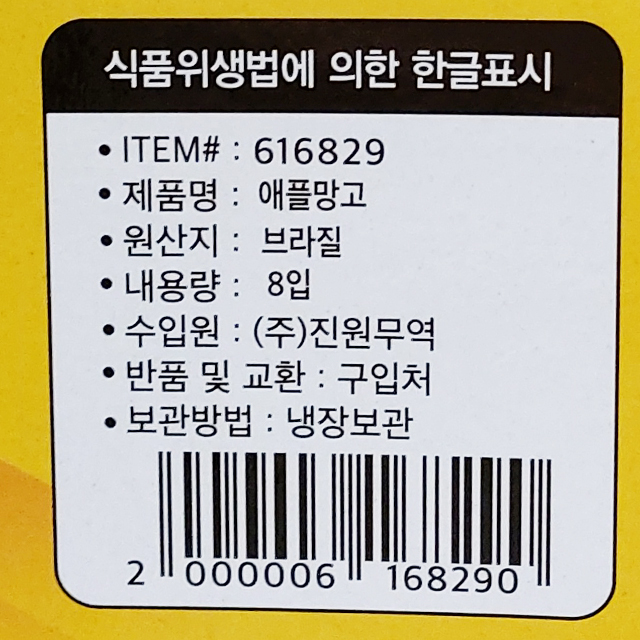 식품위생법에 의한 한글표시
• ITEM# : 616829
• 제품명 : 애플망고
• 원산지 : 브라질
• 내용량 : 8입
• 수입원 : (주)진원무역
• 반품 및 교환 : 구입처
• 보관방법 : 냉장보관
2 000006 168290